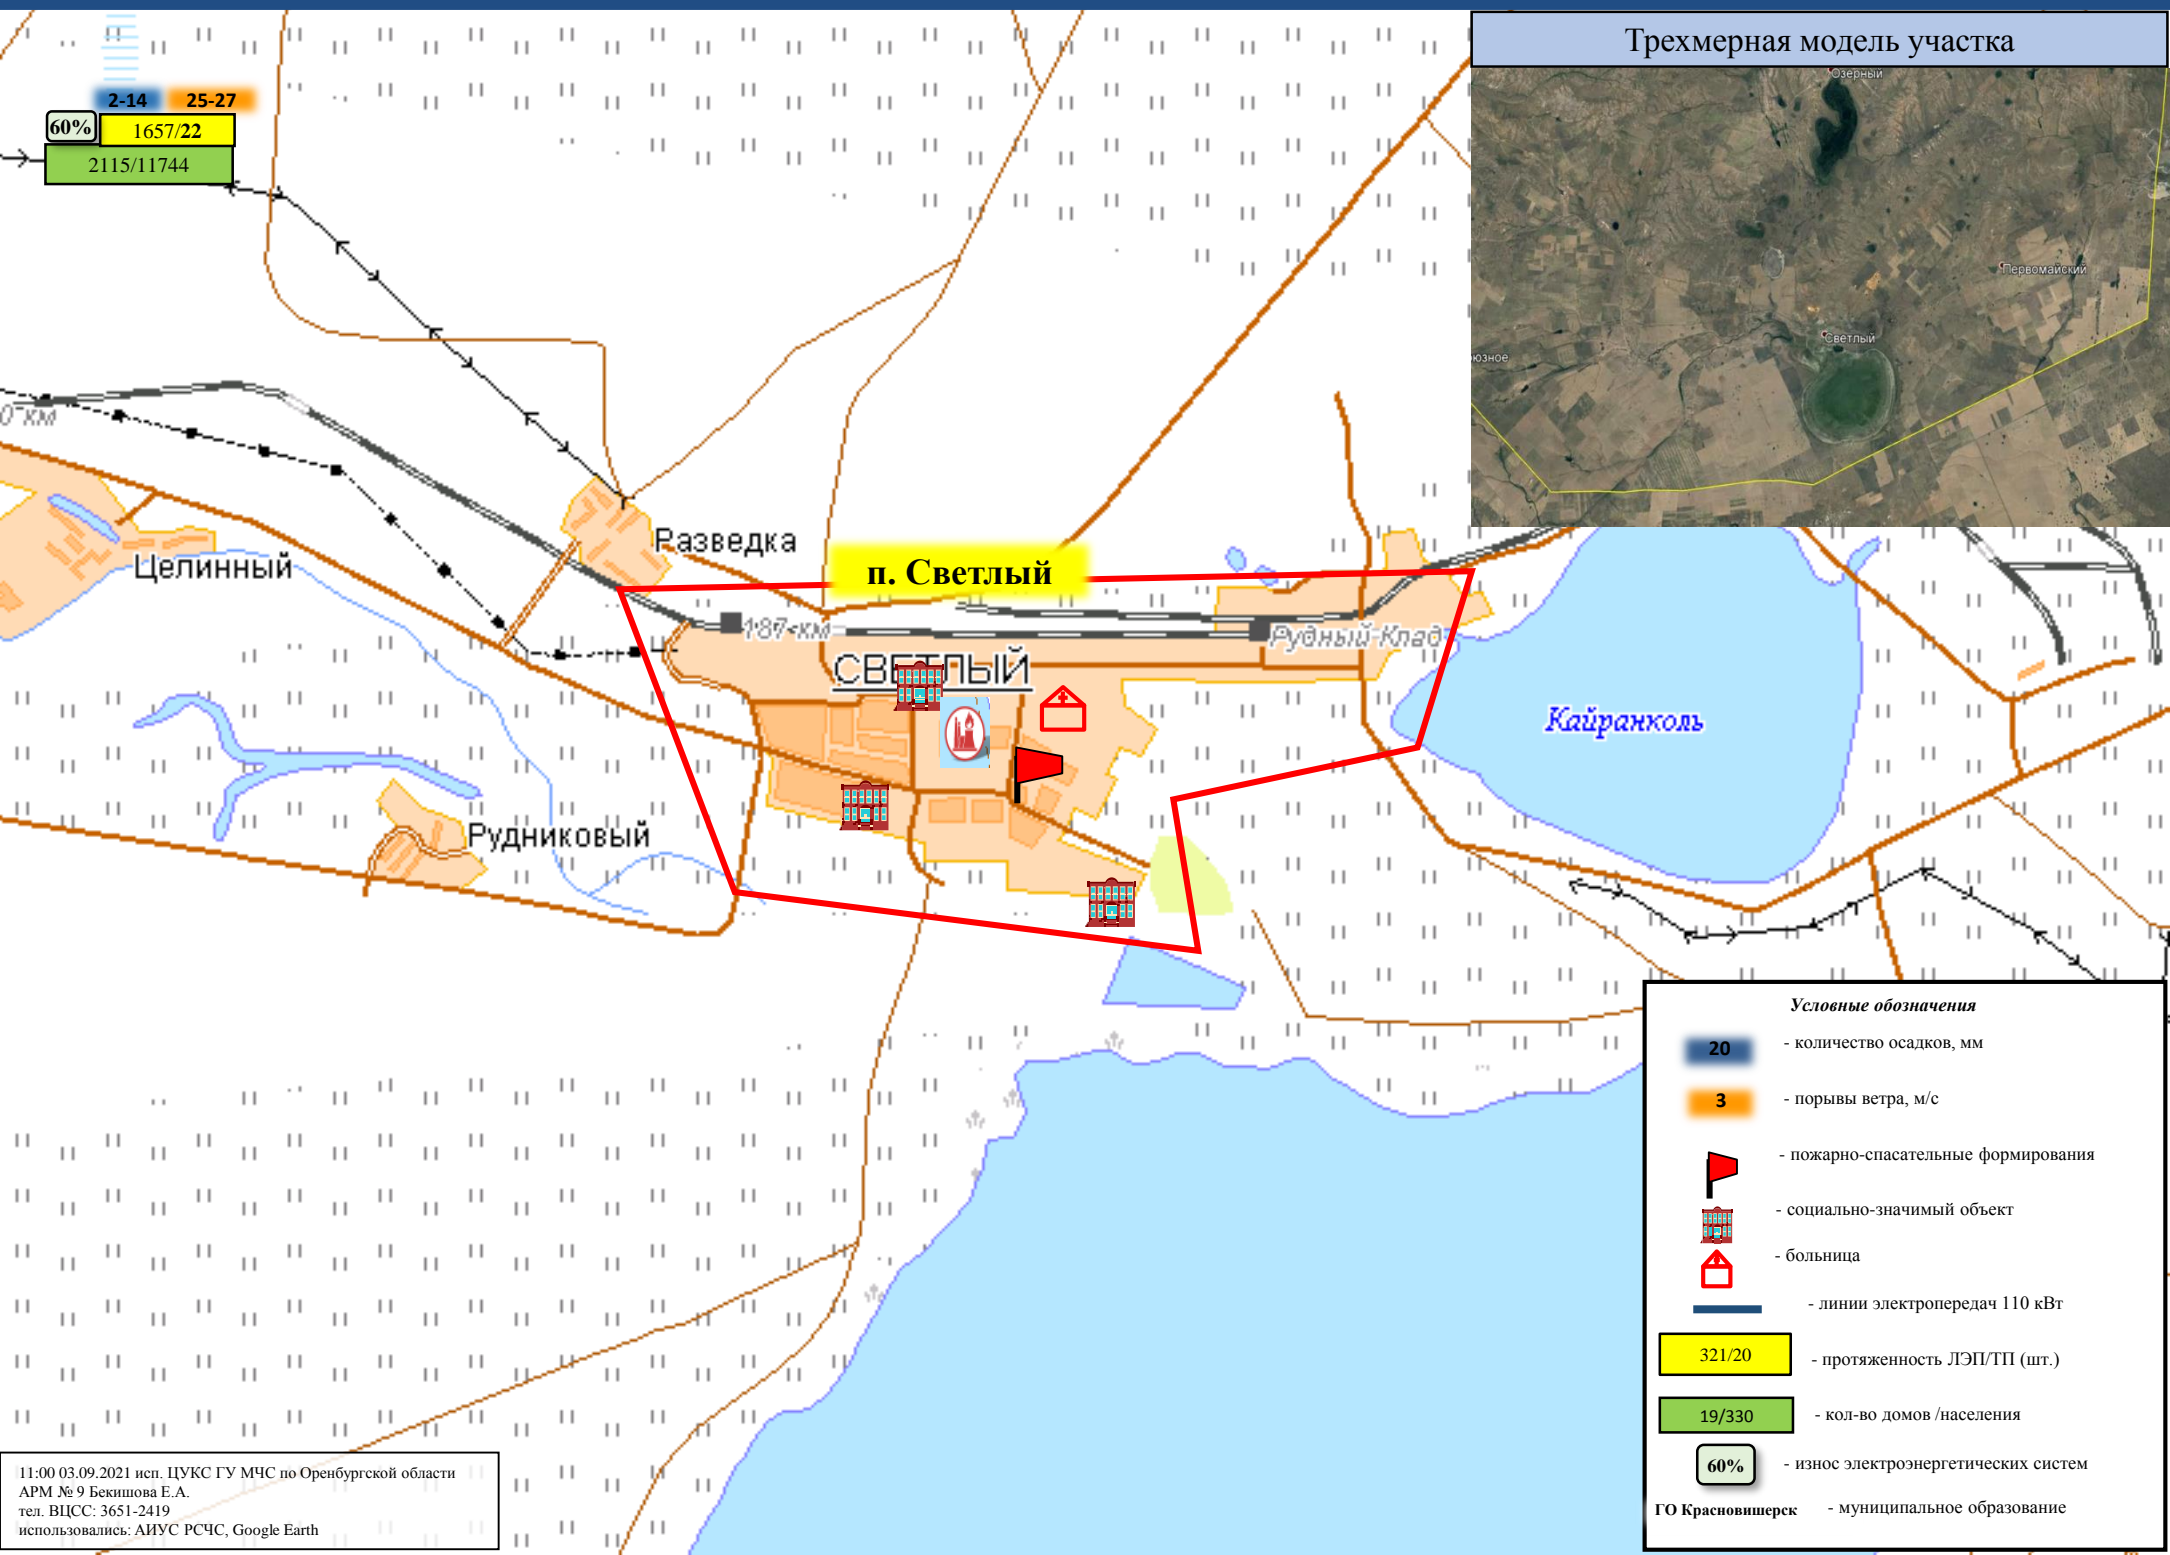 Трехмерная модель участка
Озерный
Первомайский
Светлый
юзное
2-14 25-27
60% 1657/22
2115/11744
0 км
Разведка
Целинный
п. Светлый
187 км
Рудный Клад
СВЕТЛЫЙ
Кайранколь
Рудниковый
Условные обозначения
20 - количество осадков, мм
3 - порывы ветра, м/с
- пожарно-спасательные формирования
- социально-значимый объект
- больница
- линии электропередач 110 кВт
321/20 - протяженность ЛЭП/ТП (шт.)
19/330 - кол-во домов /населения
60% - износ электроэнергетических систем
ГО Красновишерск - муниципальное образование
11:00 03.09.2021 исп. ЦУКС ГУ МЧС по Оренбургской области
АРМ № 9 Бекишова Е.А.
тел. ВЦСС: 3651-2419
использовались: АИУС РСЧС, Google Earth